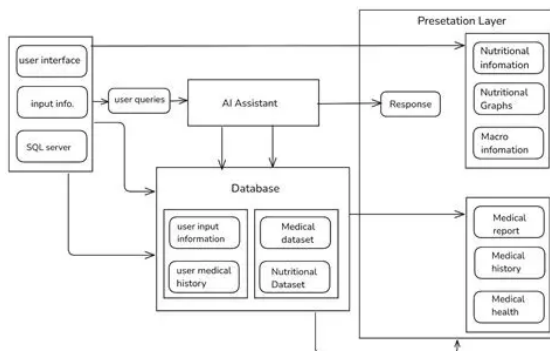 Presetation Layer
user interface
input info.
SQL server
user queries
AI Assistant
Response
Nutritional
infomation
Nutritional
Graphs
Macro
infomation
Database
user input
information
user medical
history
Medical
dataset
Nutritional
Dataset
Medical
report
Medical
history
Medical
health